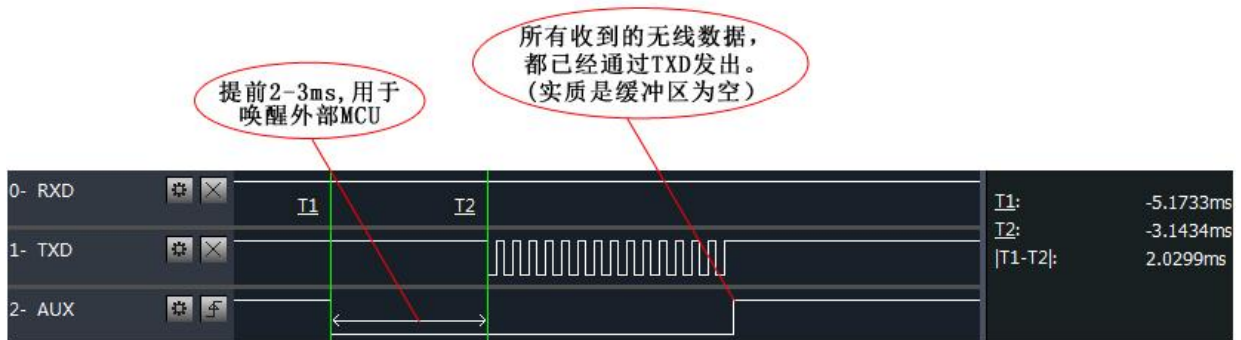 所有收到的无线数据，
都已经通过TXD发出。
(实质是缓冲区为空)
提前2-3ms,用于
唤醒外部MCU
0- RXD
T1
T2
1- TXD
2- AUX
T1: -5.1733ms
T2: -3.1434ms
|T1-T2|: 2.0299ms